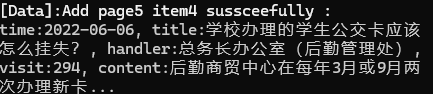 [Data]:Add page5 item4 sussceefully :
time:2022-06-06, title:学校办理的学生公交卡应该
怎么挂失？, handler:总务长办公室（后勤管理处）,
visit:294, content:后勤商贸中心在每年3月或9月两
次办理新卡...